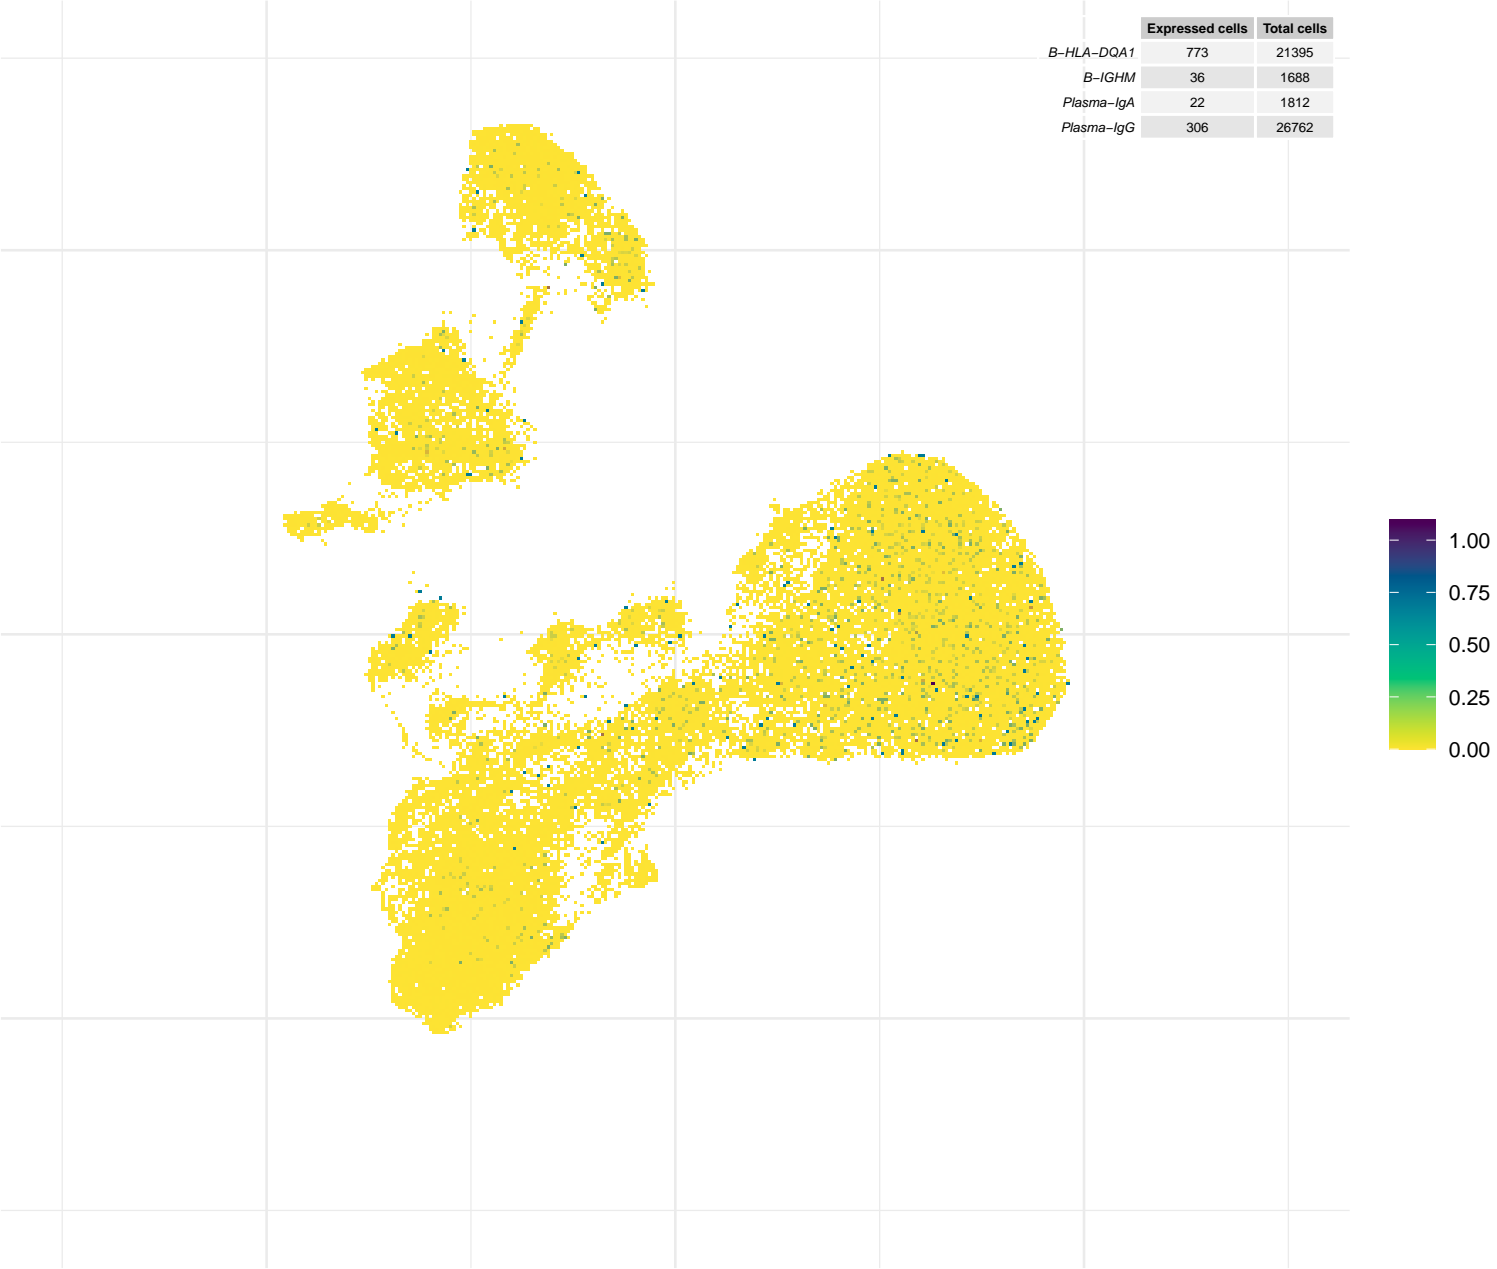 Expressed cells Total cells
B−HLA−DQA1 773 21395
B−IGHM 36 1688
Plasma−IgA 22 1812
Plasma−IgG 306 26762
1.00
0.75
0.50
0.25
0.00